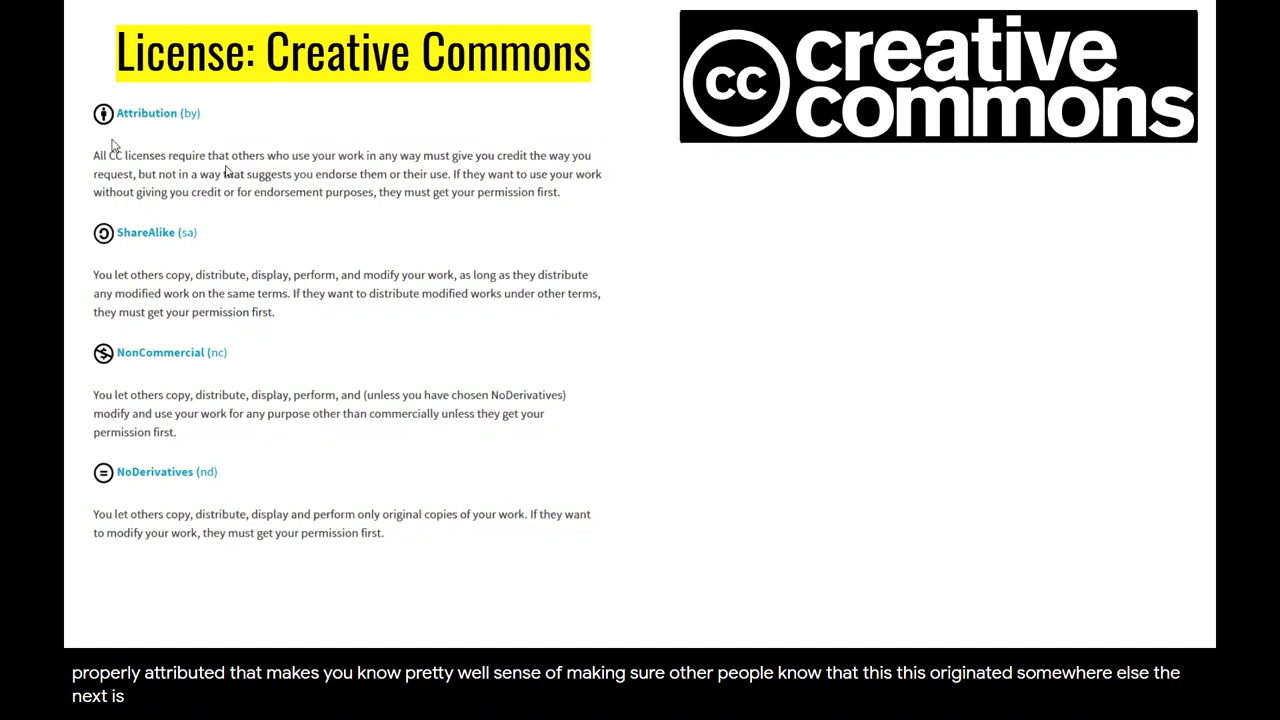 License: Creative Commons
cc creative
commons
Attribution (by)
All CC licenses require that others who use your work in any way must give you credit the way you
request, but not in a way that suggests you endorse them or their use. If they want to use your work
without giving you credit or for endorsement purposes, they must get your permission first.
ShareAlike (sa)
You let others copy, distribute, display, perform, and modify your work, as long as they distribute
any modified work on the same terms. If they want to distribute modified works under other terms,
they must get your permission first.
NonCommercial (nc)
You let others copy, distribute, display, perform, and (unless you have chosen NoDerivatives)
modify and use your work for any purpose other than commercially unless they get your
permission first.
NoDerivatives (nd)
You let others copy, distribute, display and perform only original copies of your work. If they want
to modify your work, they must get your permission first.
properly attributed that makes you know pretty well sense of making sure other people know that this this originated somewhere else the
next is